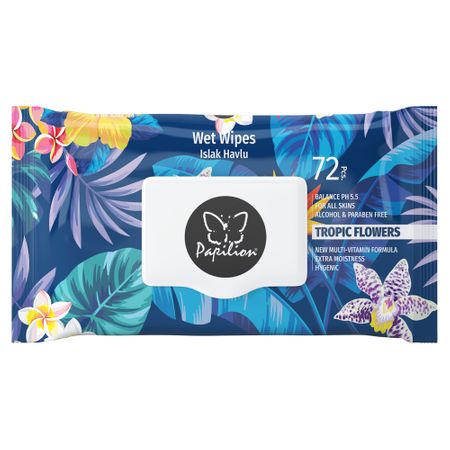 Wet Wipes
Islak Havlu
72 Pcs.
BALANCE PH 5.5
FOR ALL SKINS
ALCOHOL & PARABEN FREE
TROPIC FLOWERS
NEW MULTI-VITAMIN FORMULA
EXTRA MOISTNESS
HYGENIC
Papilion